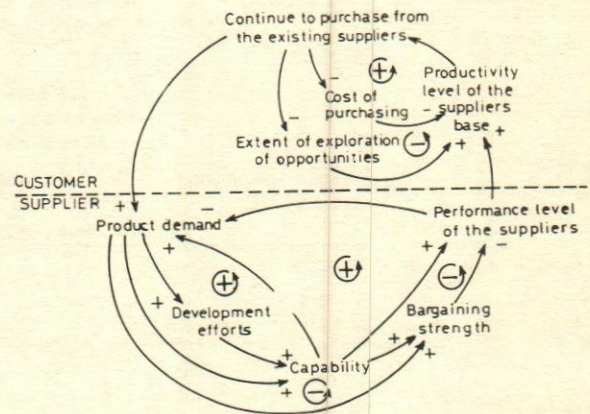 Continue to purchase from
the existing suppliers
Productivity
level of the
suppliers
base
Cost of
purchasing
Extent of exploration
of opportunities
CUSTOMER
SUPPLIER
Product demand
Performance level
of the suppliers
Development
efforts
Bargaining
strength
Capability